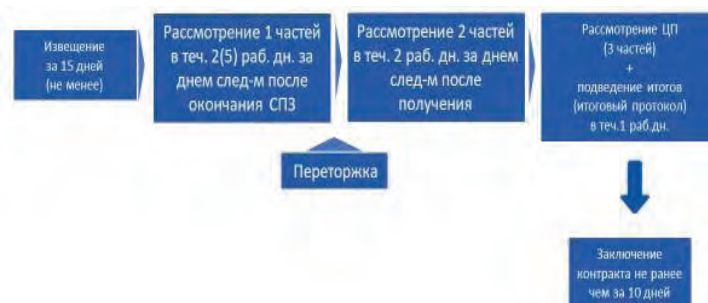 Извещение
за 15 дней
(не менее)
Рассмотрение 1 частей
в теч. 2(5) раб. дн. за
днем след-м после
окончания СПЗ
Рассмотрение 2 частей
в теч. 2 раб. дн. за днем
след-м после
получения
Рассмотрение ЦП
(3 частей)
+
подведение итогов
(итоговый протокол)
в теч.1 раб.дн.
Переторжка
Заключение
контракта не ранее
чем за 10 дней